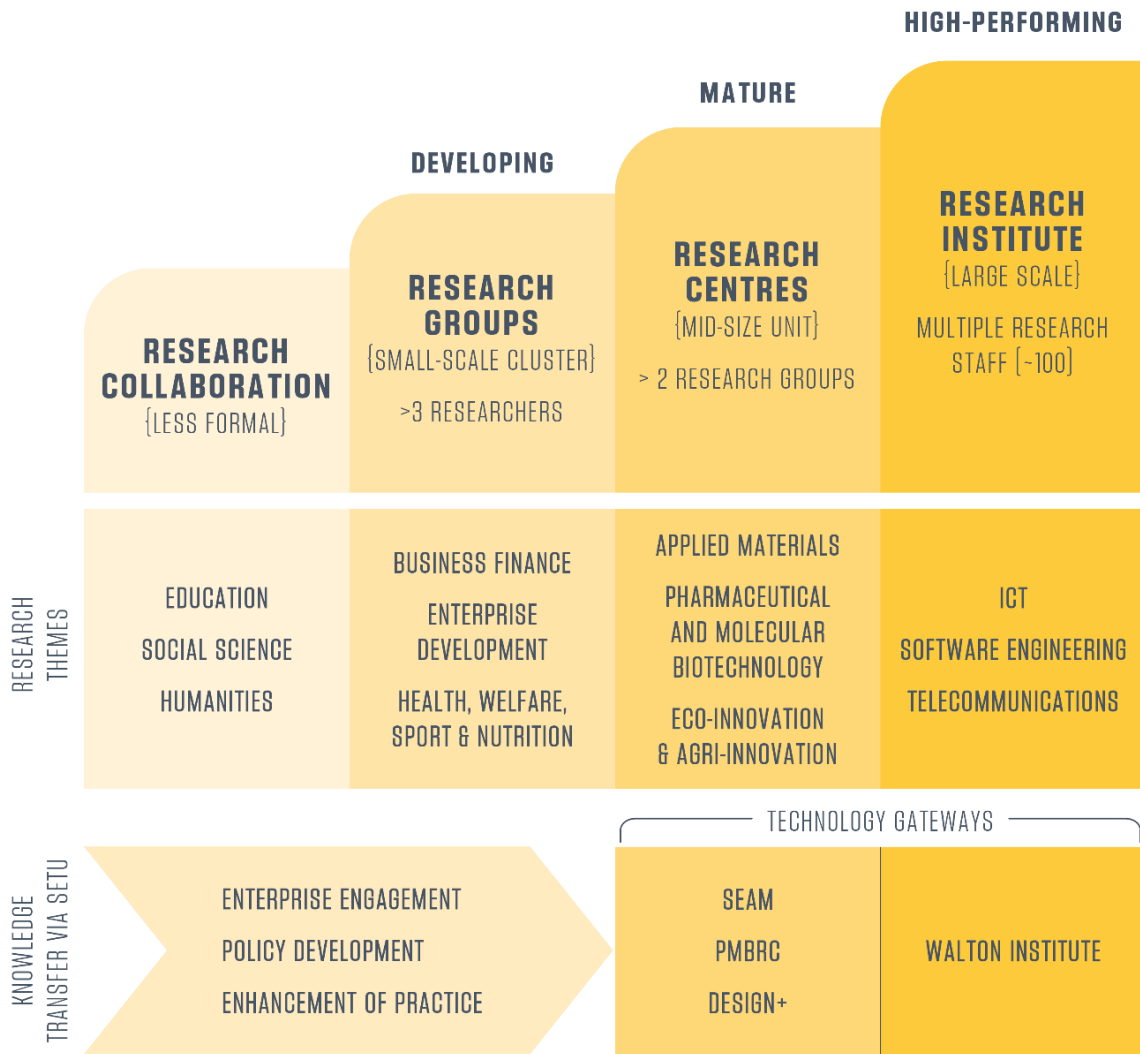 HIGH-PERFORMING
MATURE
DEVELOPING
RESEARCH
COLLABORATION
{LESS FORMAL}
RESEARCH
GROUPS
{SMALL-SCALE CLUSTER}
>3 RESEARCHERS
RESEARCH
CENTRES
{MID-SIZE UNIT}
> 2 RESEARCH GROUPS
RESEARCH
INSTITUTE
{LARGE SCALE}
MULTIPLE RESEARCH
STAFF [~100]
RESEARCH
THEMES
EDUCATION
SOCIAL SCIENCE
HUMANITIES
BUSINESS FINANCE
ENTERPRISE
DEVELOPMENT
HEALTH, WELFARE,
SPORT & NUTRITION
APPLIED MATERIALS
PHARMACEUTICAL
AND MOLECULAR
BIOTECHNOLOGY
ECO-INNOVATION
& AGRI-INNOVATION
ICT
SOFTWARE ENGINEERING
TELECOMMUNICATIONS
KNOWLEDGE
TRANSFER VIA SETU
ENTERPRISE ENGAGEMENT
POLICY DEVELOPMENT
ENHANCEMENT OF PRACTICE
TECHNOLOGY GATEWAYS
SEAM
PMBRC
DESIGN+
WALTON INSTITUTE